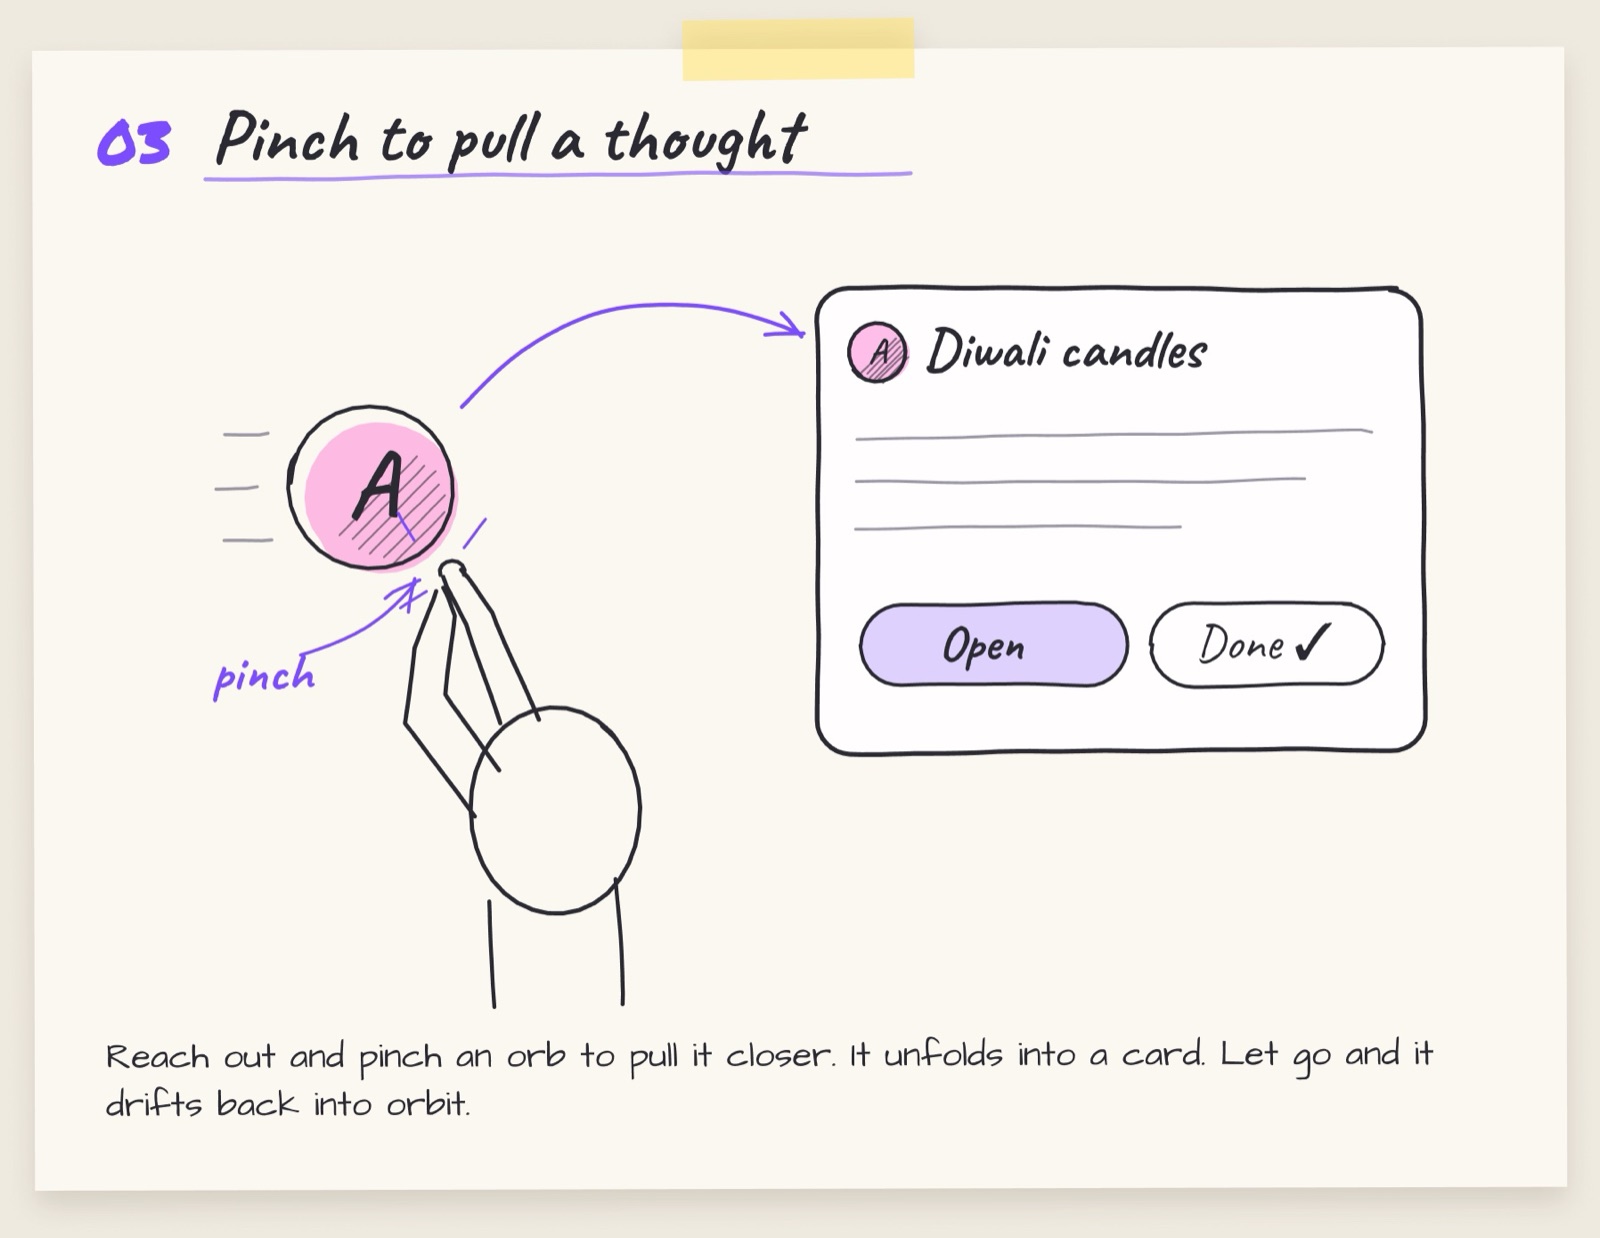 03 Pinch to pull a thought
A
pinch
A Diwali candles
Open
Done ✓
Reach out and pinch an orb to pull it closer. It unfolds into a card. Let go and it
drifts back into orbit.